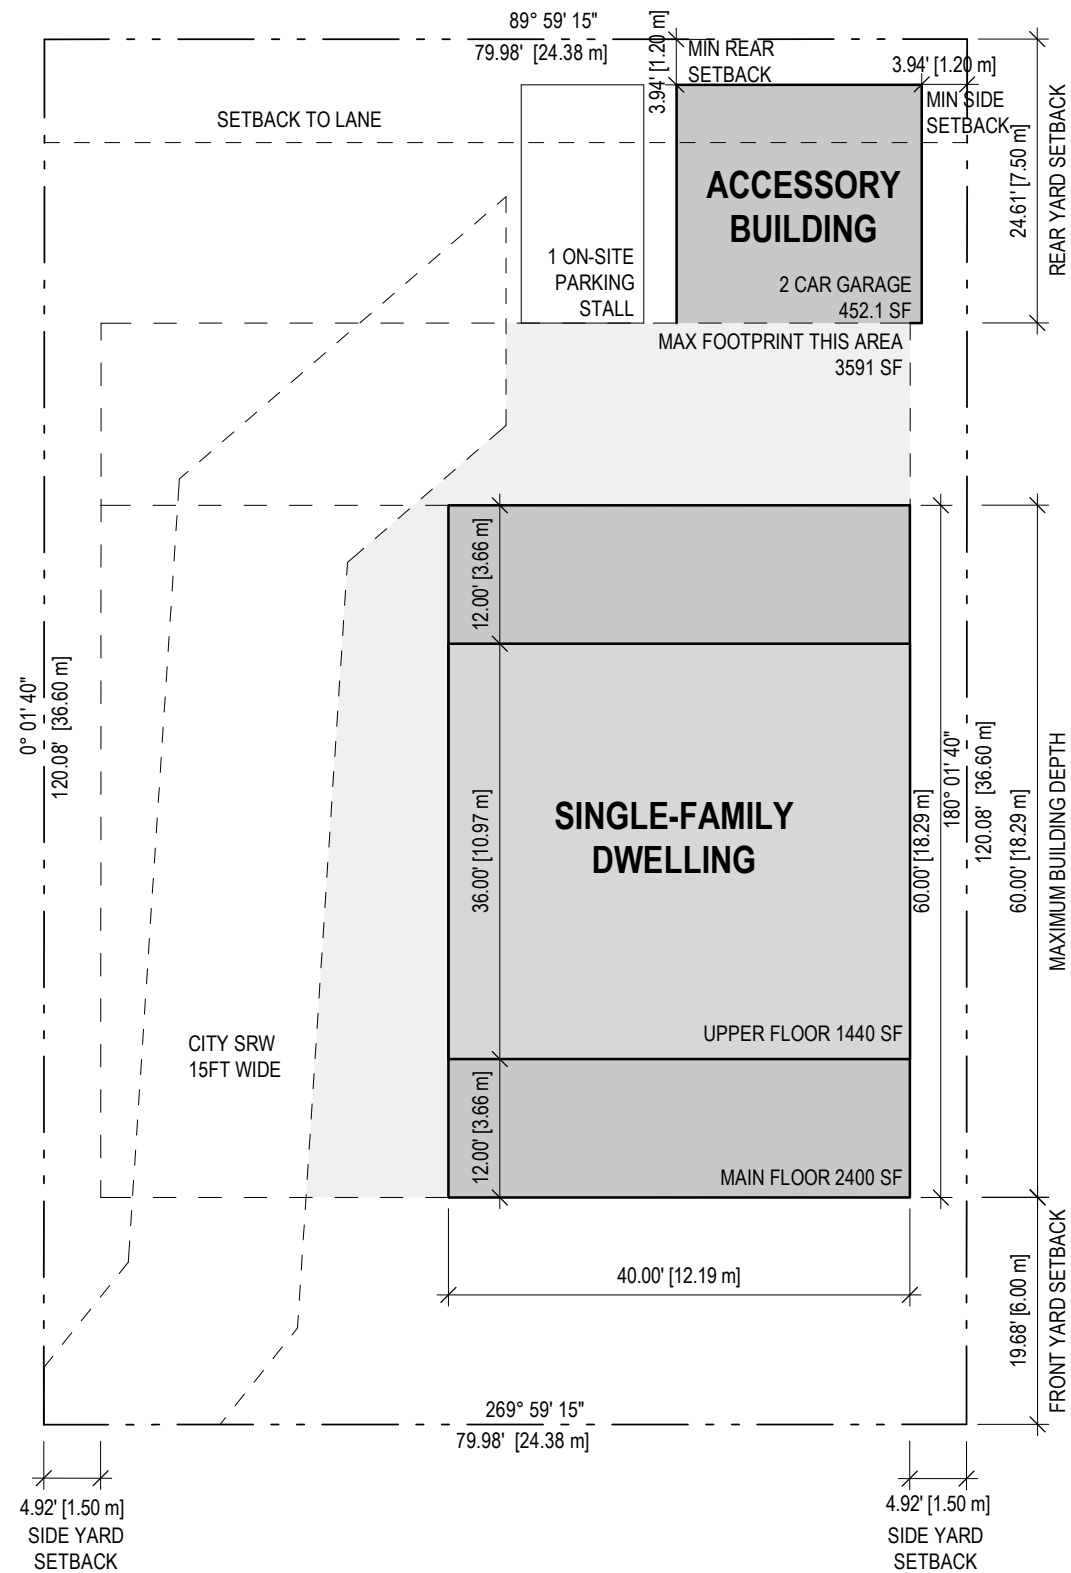 89° 59' 15"
79.98' [24.38 m]
3.94' [1.20 m]
MIN REAR
SETBACK
3.94' [1.20 m]
MIN SIDE
SETBACK
SETBACK TO LANE
24.61' [7.50 m]
REAR YARD SETBACK
ACCESSORY
BUILDING
1 ON-SITE
PARKING
STALL
2 CAR GARAGE
452.1 SF
MAX FOOTPRINT THIS AREA
3591 SF
12.00' [3.66 m]
0° 01' 40"
120.08' [36.60 m]
36.00' [10.97 m]
SINGLE-FAMILY
DWELLING
60.00' [18.29 m]
180° 01' 40"
120.08' [36.60 m]
60.00' [18.29 m]
MAXIMUM BUILDING DEPTH
UPPER FLOOR 1440 SF
CITY SRW
15FT WIDE
12.00' [3.66 m]
MAIN FLOOR 2400 SF
40.00' [12.19 m]
19.68' [6.00 m]
FRONT YARD SETBACK
269° 59' 15"
79.98' [24.38 m]
4.92' [1.50 m]
SIDE YARD
SETBACK
4.92' [1.50 m]
SIDE YARD
SETBACK